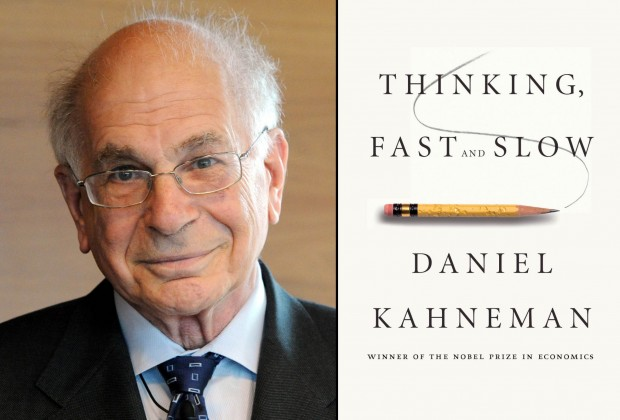 THINKING,
FAST AND SLOW
DANIEL
KAHNEMAN
WINNER OF THE NOBEL PRIZE IN ECONOMICS